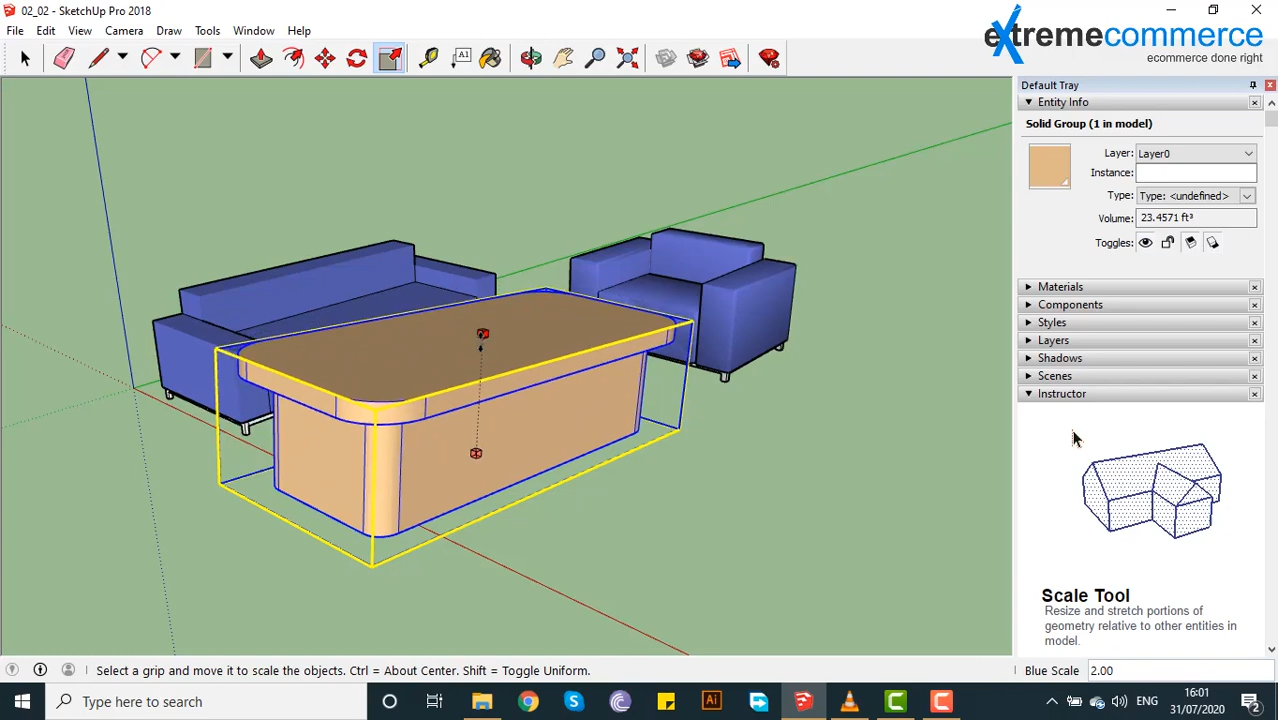 02_02 - SketchUp Pro 2018
extremecommerce
ecommerce done right
File Edit View Camera Draw Tools Window Help
A1
Default Tray
Entity Info
Solid Group (1 in model)
Layer: Layer0
Instance:
Type: Type: <undefined>
Volume: 23.4571 ft³
Toggles:
Materials
Components
Styles
Layers
Shadows
Scenes
Instructor
Scale Tool
Resize and stretch portions of
geometry relative to other entities in
model.
Select a grip and move it to scale the objects. Ctrl = About Center. Shift = Toggle Uniform.
Blue Scale 2.00
Type here to search
Ai
ENG
16:01
31/07/2020
2